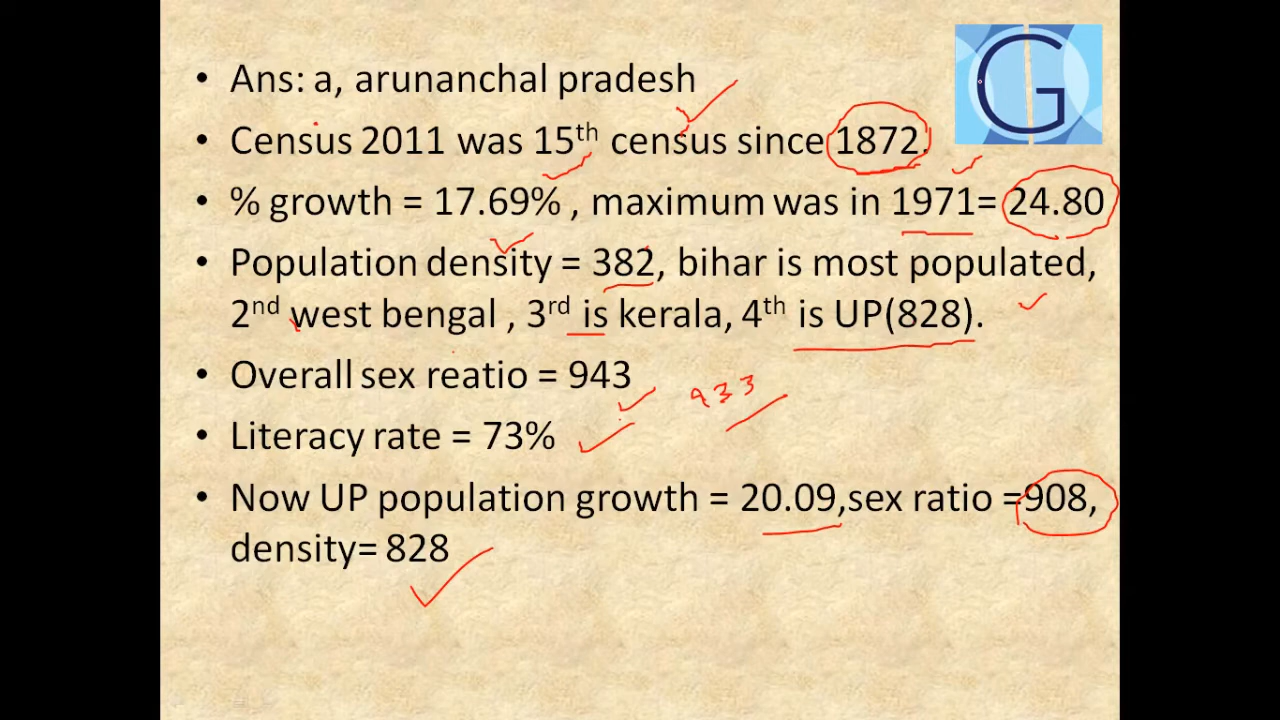 G
• Ans: a, arunanchal pradesh
• Census 2011 was 15th census since 1872.
• % growth = 17.69% , maximum was in 1971= 24.80
• Population density = 382, bihar is most populated,
2nd west bengal , 3rd is kerala, 4th is UP(828).
• Overall sex reatio = 943
933
• Literacy rate = 73%
• Now UP population growth = 20.09,sex ratio =908,
density= 828